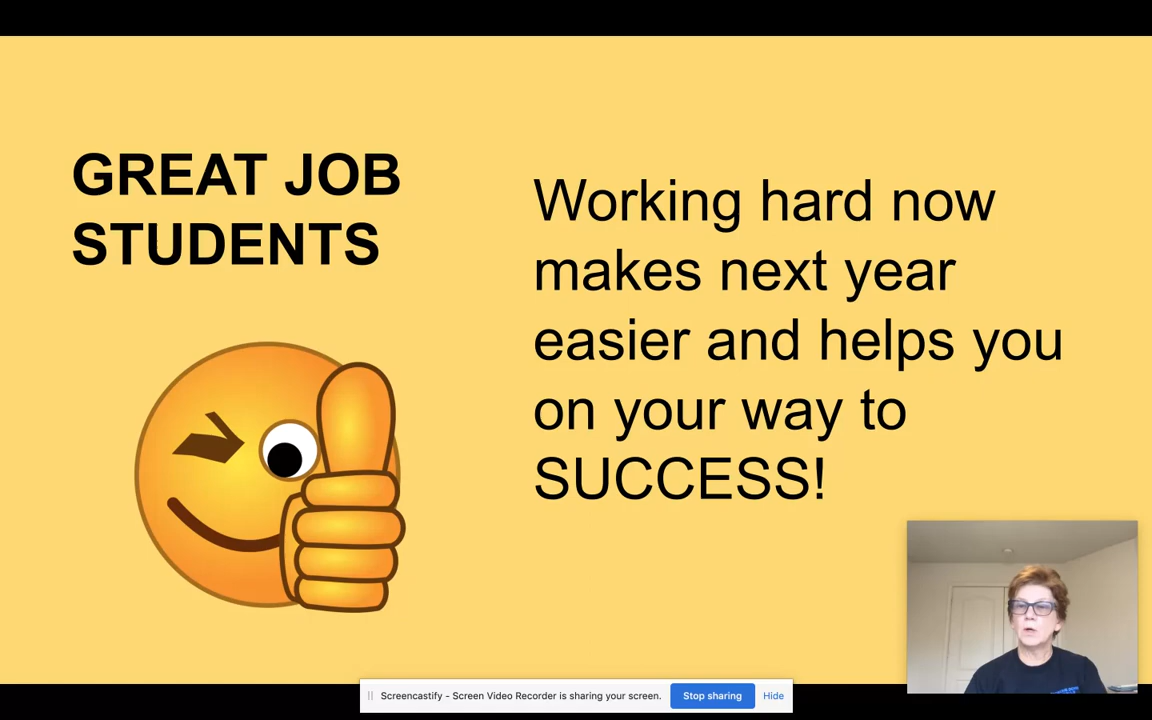 GREAT JOB
STUDENTS
Working hard now
makes next year
easier and helps you
on your way to
SUCCESS!
Screencastify - Screen Video Recorder is sharing your screen.
Stop sharing
Hide